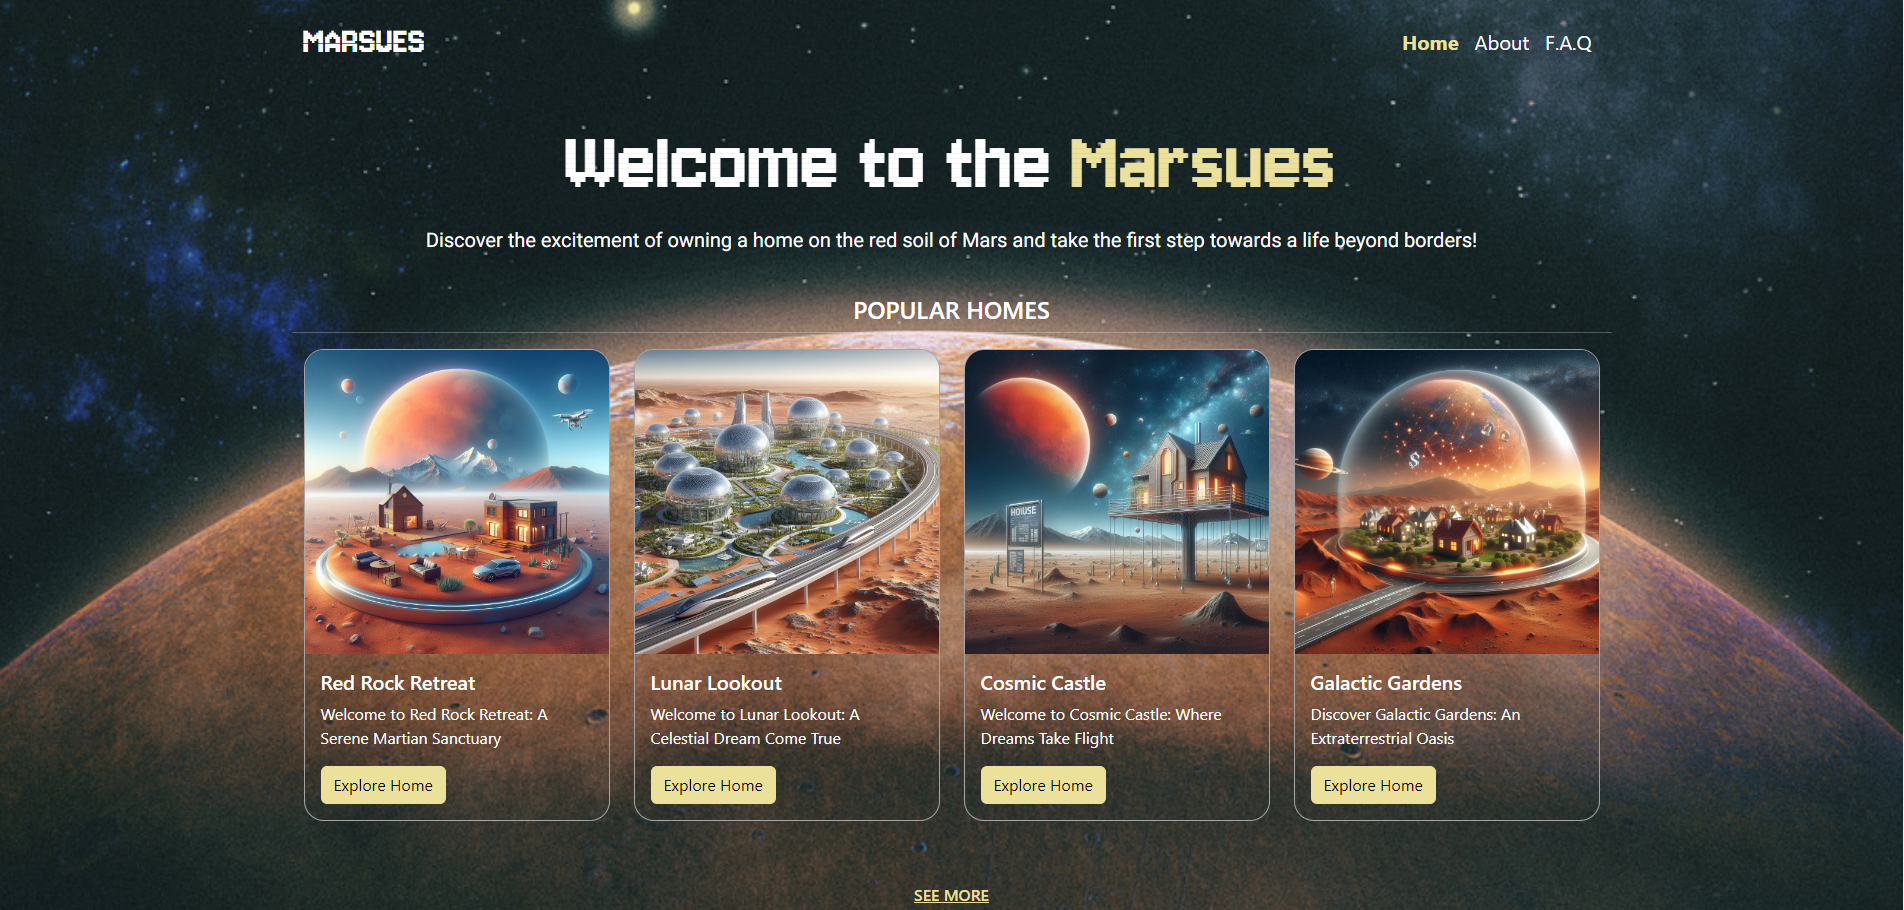 MARSUES
Home About F.A.Q
Welcome to the Marsues
Discover the excitement of owning a home on the red soil of Mars and take the first step towards a life beyond borders!
POPULAR HOMES
HOIUSE
Red Rock Retreat
Welcome to Red Rock Retreat: A
Serene Martian Sanctuary
Explore Home
Lunar Lookout
Welcome to Lunar Lookout: A
Celestial Dream Come True
Explore Home
Cosmic Castle
Welcome to Cosmic Castle: Where
Dreams Take Flight
Explore Home
Galactic Gardens
Discover Galactic Gardens: An
Extraterrestrial Oasis
Explore Home
SEE MORE